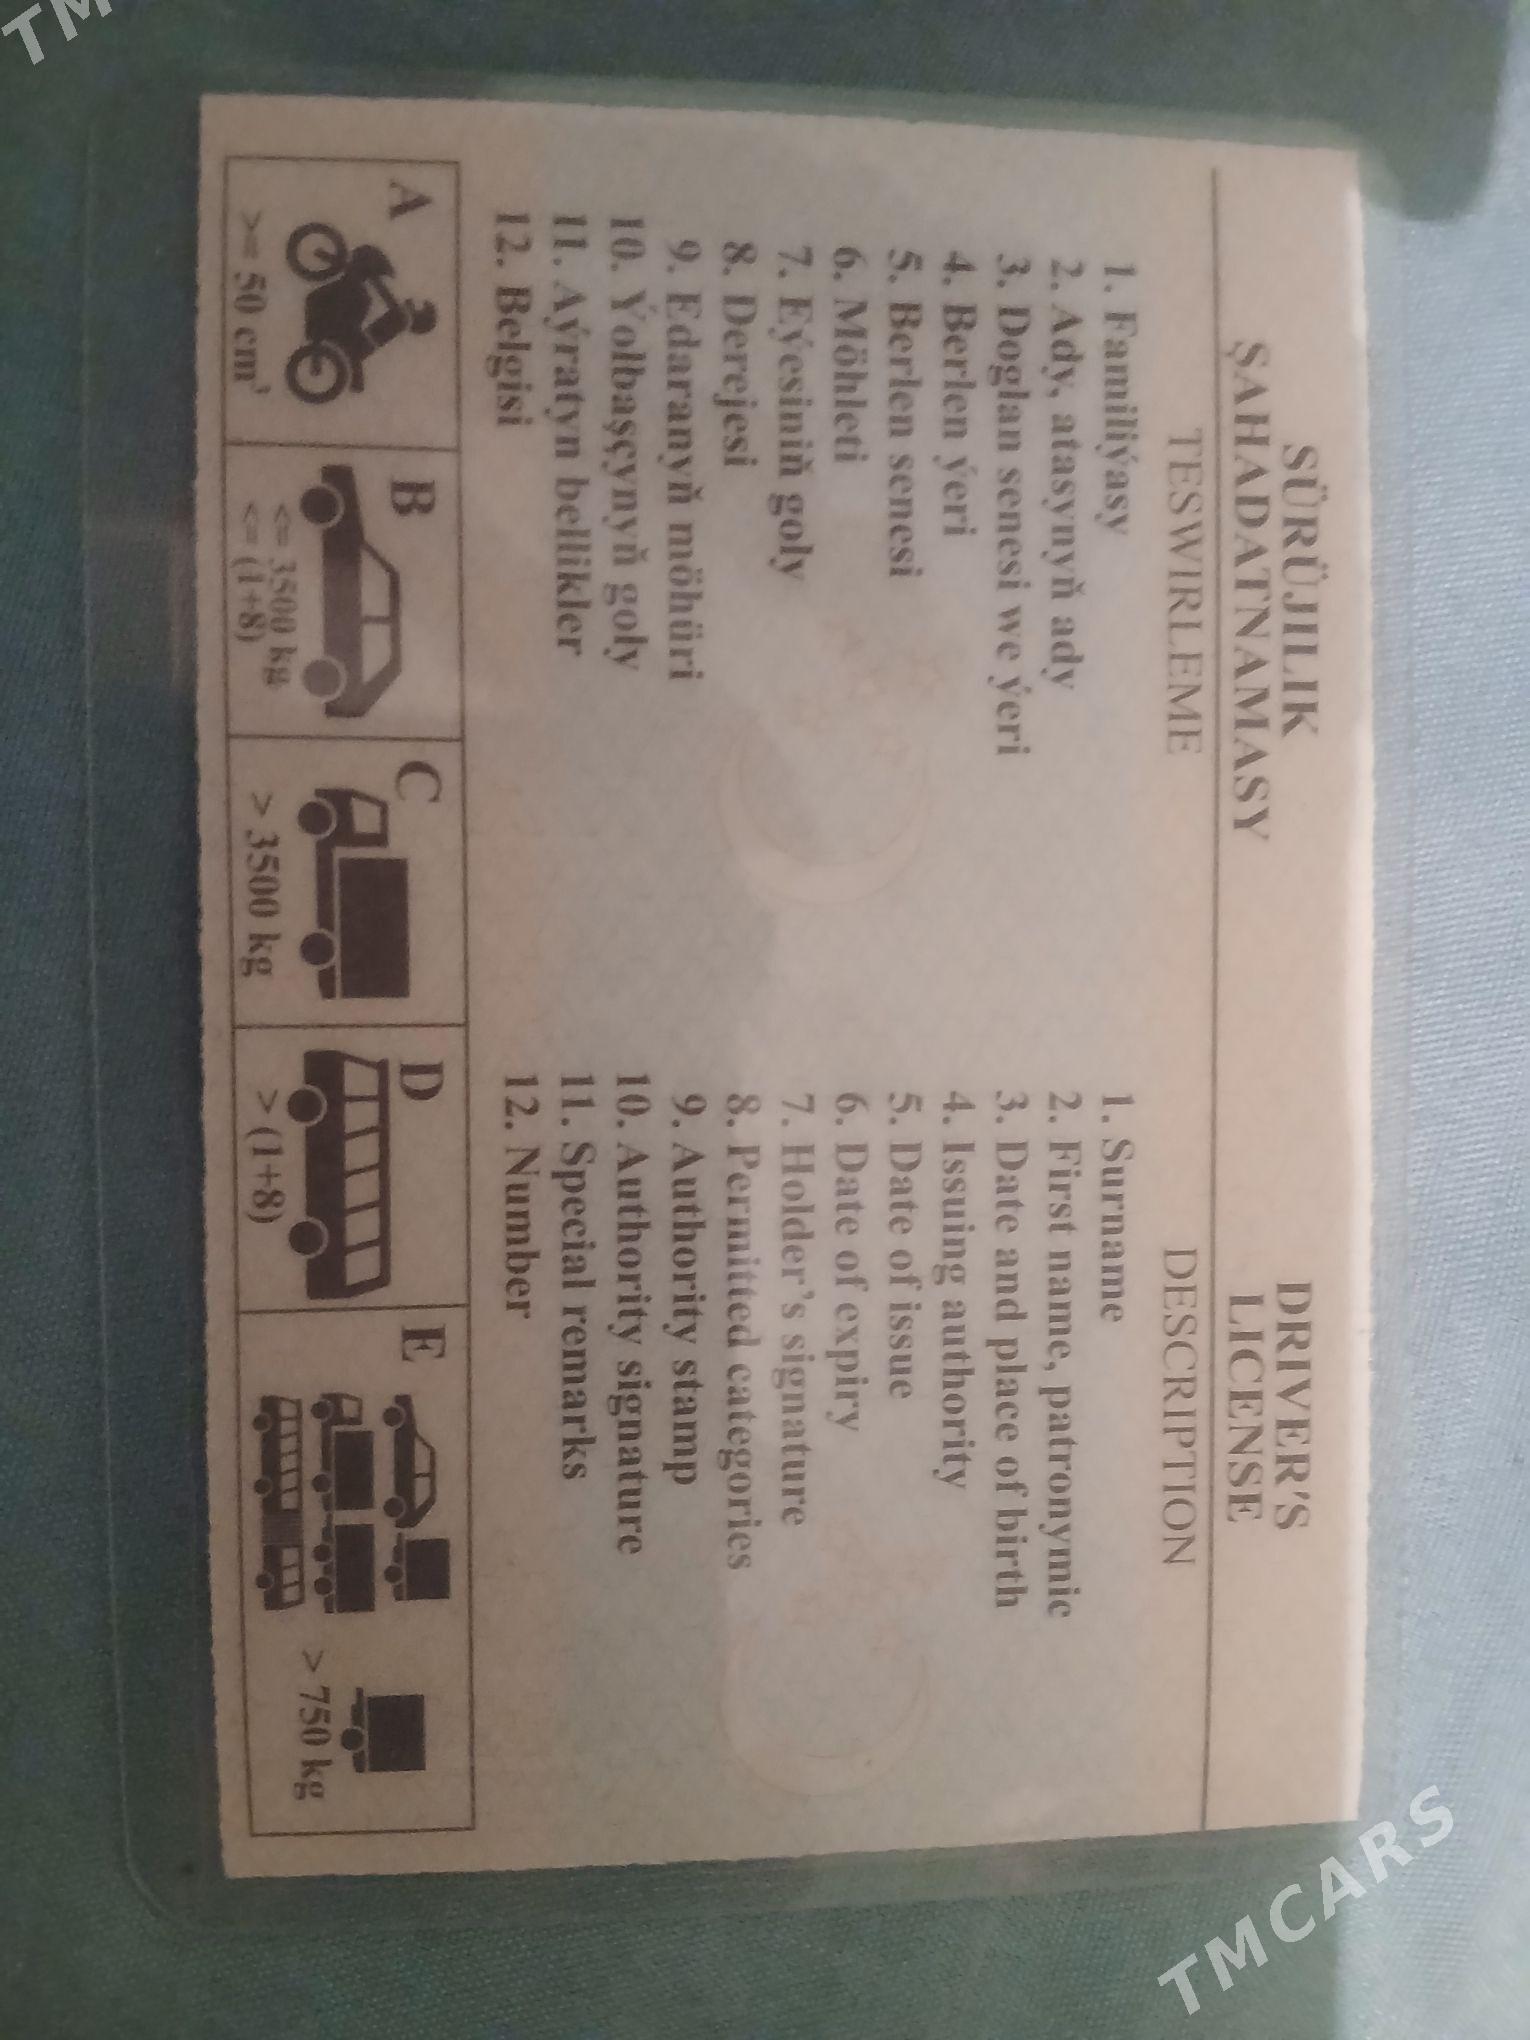 SÜRÜJILIK
ŞAHADATNAMASY
TESWIRLEME
1. Familiýasy
2. Ady, atasynyň ady
3. Doglan senesi we ýeri
4. Berlen ýeri
5. Berlen senesi
6. Möhleti
7. Eýesiniň goly
8. Derejesi
9. Edaranyň möhüri
10. Ýolbaşçynyň goly
11. Aýratyn bellikler
12. Belgisi
DRIVER'S
LICENSE
DESCRIPTION
1. Surname
2. First name, patronymic
3. Date and place of birth
4. Issuing authority
5. Date of issue
6. Date of expiry
7. Holder's signature
8. Permitted categories
9. Authority stamp
10. Authority signature
11. Special remarks
12. Number
A
>= 50 cm³
B
<= 3500 kg
<= (1+8)
C
> 3500 kg
D
> (1+8)
E
> 750 kg
TM
TMCARS